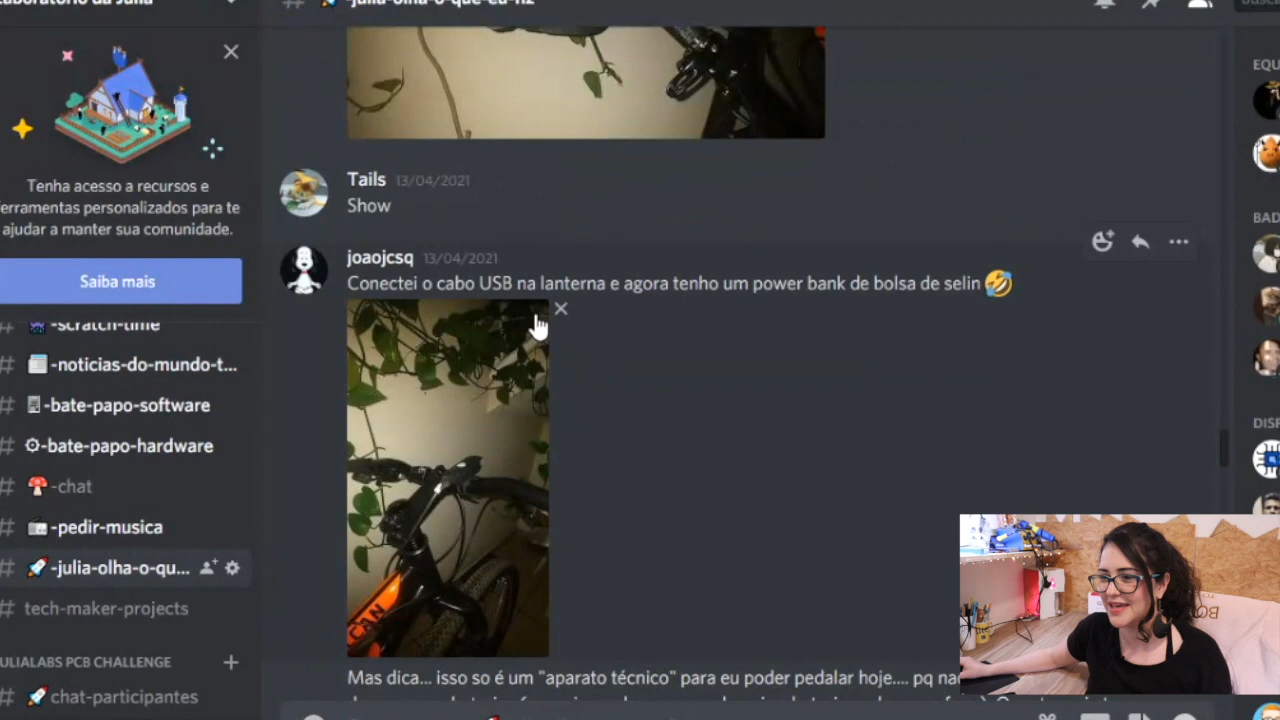 Tails 13/04/2021
Show
joaojcsq 13/04/2021
Conectei o cabo USB na lanterna e agora tenho um power bank de bolsa de selin 🤣
Mas dica... isso so é um "aparato técnico" para eu poder pedalar hoje.... pq
Tenha acesso a recursos e
ferramentas personalizados para te
ajudar a manter sua comunidade.
Saiba mais
# -scratch-time
# -noticias-do-mundo-t...
# -bate-papo-software
# -bate-papo-hardware
# -chat
# -pedir-musica
# -julia-olha-o-qu...
# tech-maker-projects
ULIALABS PCB CHALLENGE +
# chat-participantes
EQU
BAD
DISP
CAN